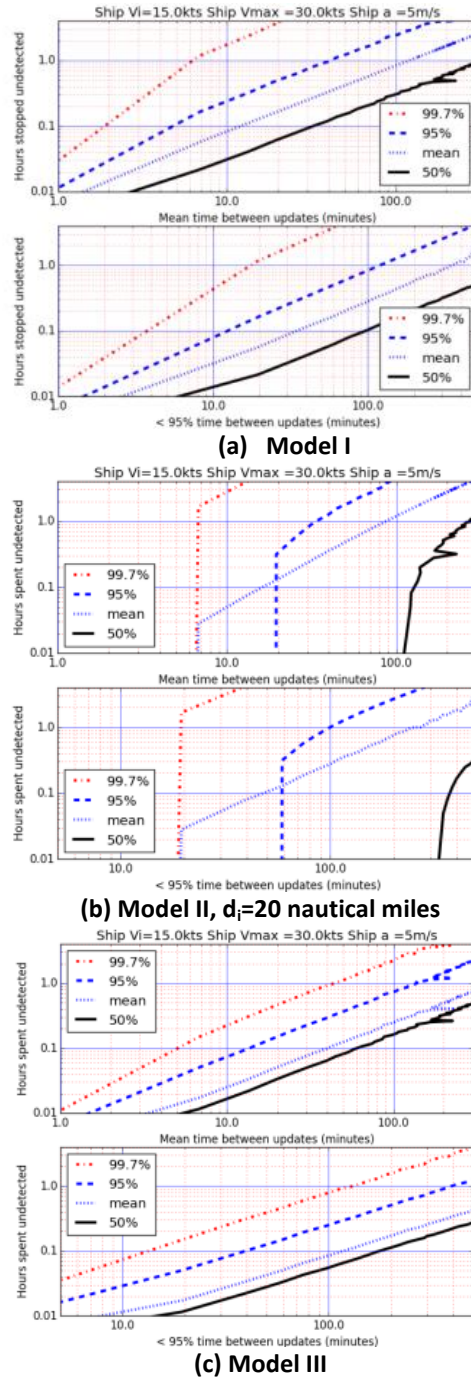 Ship Vi=15.0kts Ship Vmax =30.0kts Ship a =5m/s
Hours stopped undetected
1.0
0.1
0.01
99.7%
95%
mean
50%
1.0
10.0
100.0
Mean time between updates (minutes)
Hours stopped undetected
1.0
0.1
0.01
99.7%
95%
mean
50%
1.0
10.0
100.0
< 95% time between updates (minutes)
(a) Model I
Ship Vi=15.0kts Ship Vmax =30.0kts Ship a =5m/s
Hours spent undetected
1.0
0.1
0.01
99.7%
95%
mean
50%
1.0
10.0
100.0
Mean time between updates (minutes)
Hours spent undetected
1.0
0.1
0.01
99.7%
95%
mean
50%
10.0
100.0
< 95% time between updates (minutes)
(b) Model II, di=20 nautical miles
Ship Vi=15.0kts Ship Vmax =30.0kts Ship a =5m/s
Hours spent undetected
1.0
0.1
0.01
99.7%
95%
mean
50%
1.0
10.0
100.0
Mean time between updates (minutes)
Hours spent undetected
1.0
0.1
0.01
99.7%
95%
mean
50%
10.0
100.0
< 95% time between updates (minutes)
(c) Model III